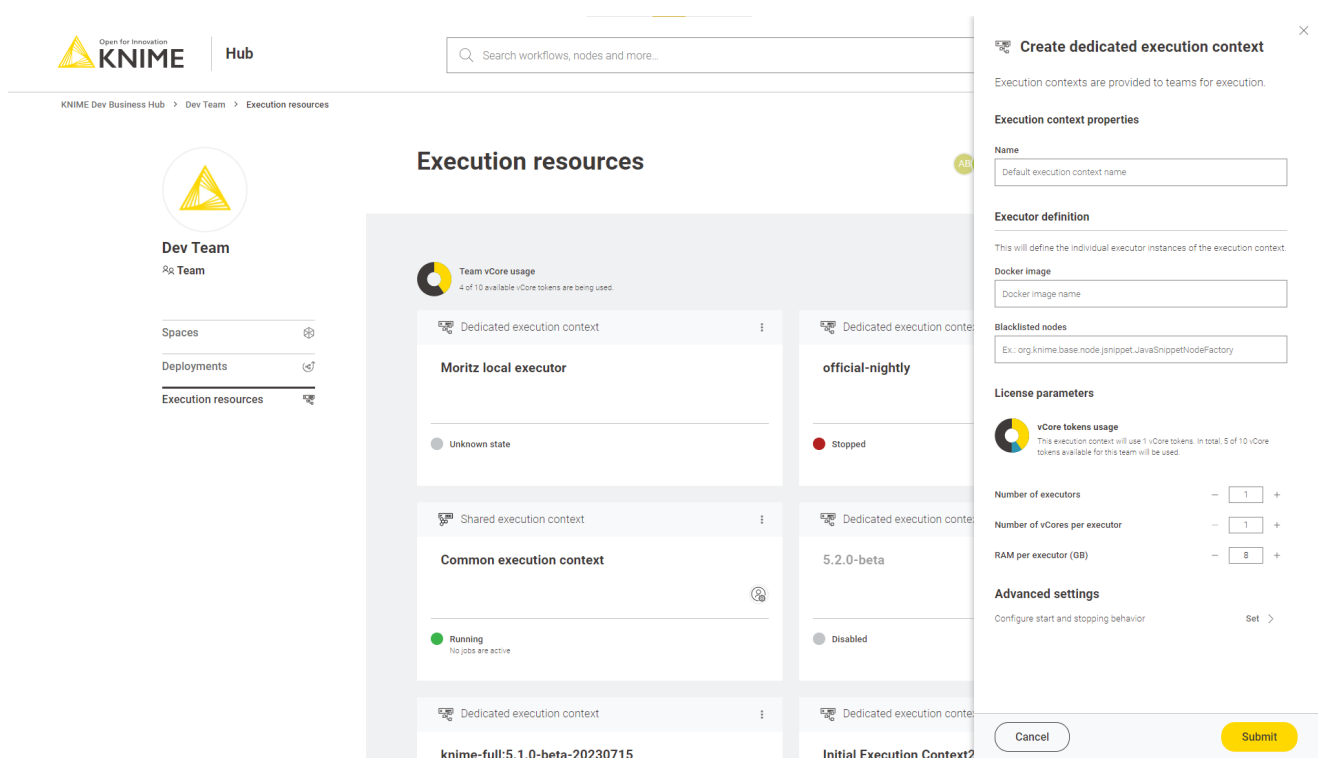 Open for Innovation
KNIME
Hub
Search workflows, nodes and more...
KNIME Dev Business Hub > Dev Team > Execution resources
Dev Team
Team
Spaces
Deployments
Execution resources
Execution resources
AB
Team vCore usage
4 of 10 available vCore tokens are being used.
Dedicated execution context
Moritz local executor
Unknown state
Dedicated execution conte
official-nightly
Stopped
Shared execution context
Common execution context
Running
No jobs are active
Dedicated execution conte
5.2.0-beta
Disabled
Dedicated execution context
knime-full:5.1.0-beta-20230715
Dedicated execution conte
Initial Execution Context2
Create dedicated execution context
Execution contexts are provided to teams for execution.
Execution context properties
Name
Default execution context name
Executor definition
This will define the individual executor instances of the execution context.
Docker image
Docker image name
Blacklisted nodes
Ex.: org.knime.base.node.jsnippet.JavaSnippetNodeFactory
License parameters
vCore tokens usage
This execution context will use 1 vCore tokens. In total, 5 of 10 vCore
tokens available for this team will be used.
Number of executors − 1 +
Number of vCores per executor − 1 +
RAM per executor (GB) − 8 +
Advanced settings
Configure start and stopping behavior Set >
Cancel
Submit